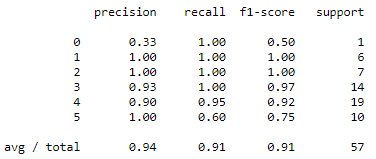 precision recall f1-score support
0 0.33 1.00 0.50 1
1 1.00 1.00 1.00 6
2 1.00 1.00 1.00 7
3 0.93 1.00 0.97 14
4 0.90 0.95 0.92 19
5 1.00 0.60 0.75 10
avg / total 0.94 0.91 0.91 57